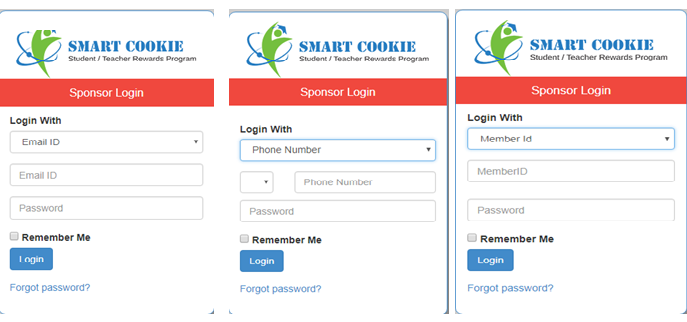 SMART COOKIE
Student / Teacher Rewards Program
Sponsor Login
Login With
Email ID
Email ID
Password
Remember Me
Login
Forgot password?
SMART COOKIE
Student / Teacher Rewards Program
Sponsor Login
Login With
Phone Number
Phone Number
Password
Remember Me
Login
Forgot password?
SMART COOKIE
Student / Teacher Rewards Program
Sponsor Login
Login With
Member Id
MemberID
Password
Remember Me
Login
Forgot password?